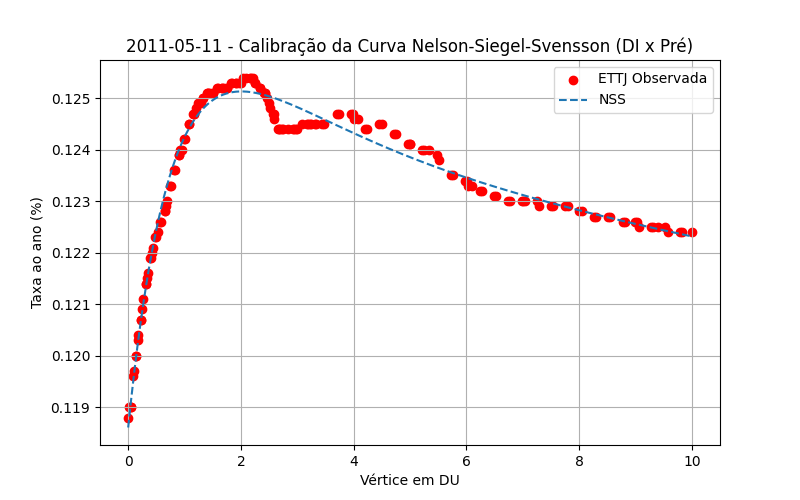 2011-05-11 - Calibração da Curva Nelson-Siegel-Svensson (DI x Pré)
ETTJ Observada
NSS
Taxa ao ano (%)
0.125
0.124
0.123
0.122
0.121
0.120
0.119
0
2
4
6
8
10
Vértice em DU